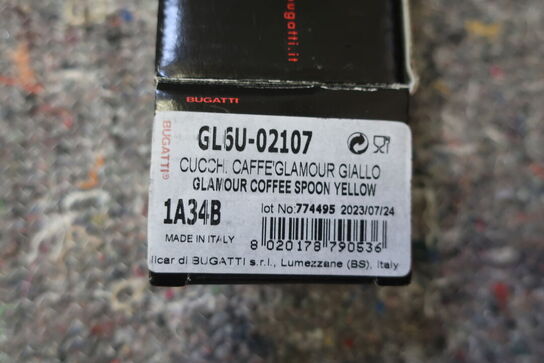 bugatti.it
BUGATTI
BUGATTI®
GL6U-02107
CUCCH. CAFFE'GLAMOUR GIALLO
GLAMOUR COFFEE SPOON YELLOW
1A34B
lot No:774495 2023/07/24
MADE IN ITALY
8 020178 790536
llcar di BUGATTI s.r.l., Lumezzane (BS), Italy